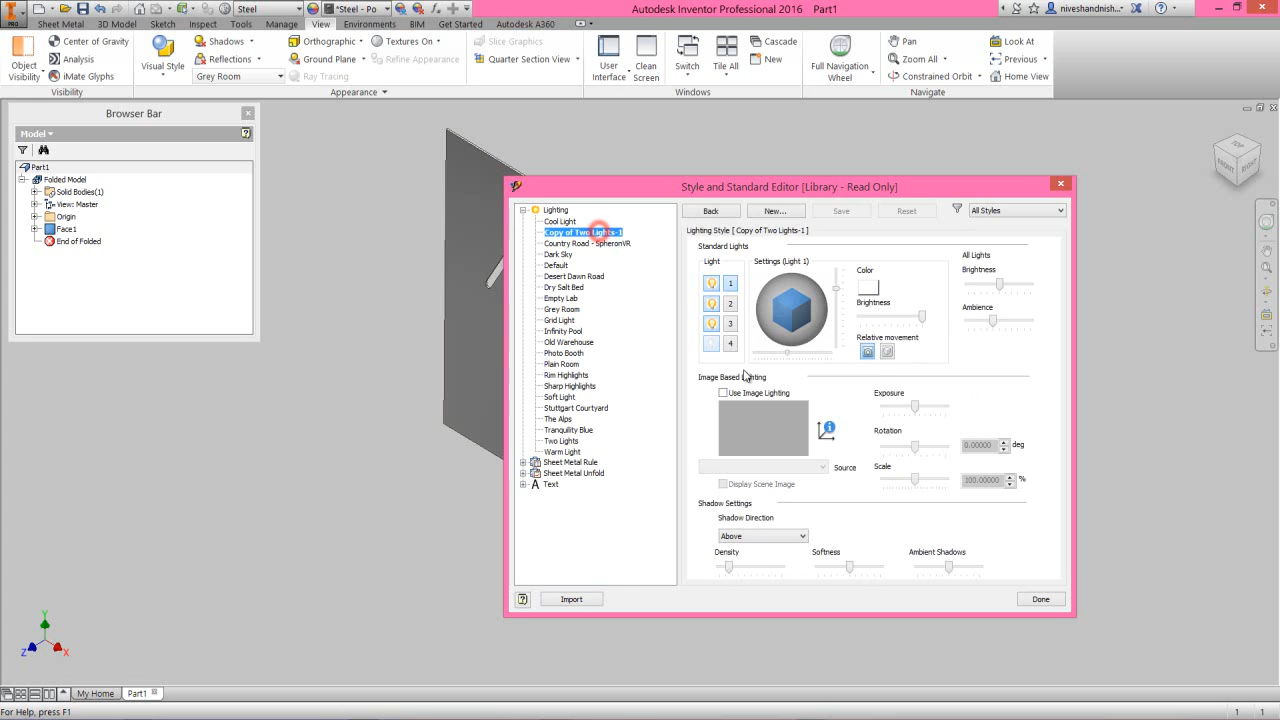 Steel
*Steel - Po
Autodesk Inventor Professional 2016 Part1
niveshandnish...
PRO
Sheet Metal 3D Model Sketch Inspect Tools Manage View Environments BIM Get Started Autodesk A360
Object
Visibility
Center of Gravity
Analysis
iMate Glyphs
Visibility
Visual Style
Shadows
Reflections
Grey Room
Orthographic
Ground Plane
Ray Tracing
Textures On
Refine Appearance
Appearance
Slice Graphics
Quarter Section View
User
Interface
Clean
Screen
Switch
Tile All
Cascade
New
Windows
Full Navigation
Wheel
Pan
Zoom All
Constrained Orbit
Look At
Previous
Home View
Navigate
Browser Bar
Model
Part1
Folded Model
Solid Bodies(1)
View: Master
Origin
Face1
End of Folded
TOP
Style and Standard Editor [Library - Read Only]
Lighting
Cool Light
Copy of Two Lights-1
Country Road - SpheronVR
Dark Sky
Default
Desert Dawn Road
Dry Salt Bed
Empty Lab
Grey Room
Grid Light
Infinity Pool
Old Warehouse
Photo Booth
Plain Room
Rim Highlights
Sharp Highlights
Soft Light
Stuttgart Courtyard
The Alps
Tranquility Blue
Two Lights
Warm Light
Sheet Metal Rule
Sheet Metal Unfold
A Text
Back New... Save Reset All Styles
Lighting Style [ Copy of Two Lights-1 ]
Standard Lights
Light
1
2
3
4
Settings (Light 1)
Color
Brightness
Relative movement
All Lights
Brightness
Ambience
Image Based Lighting
Use Image Lighting
Source
Display Scene Image
Exposure
Rotation
0.00000 deg
Scale
100.00000 %
Shadow Settings
Shadow Direction
Above
Density Softness Ambient Shadows
Import Done
Y
Z X
My Home Part1
For Help, press F1
1 1